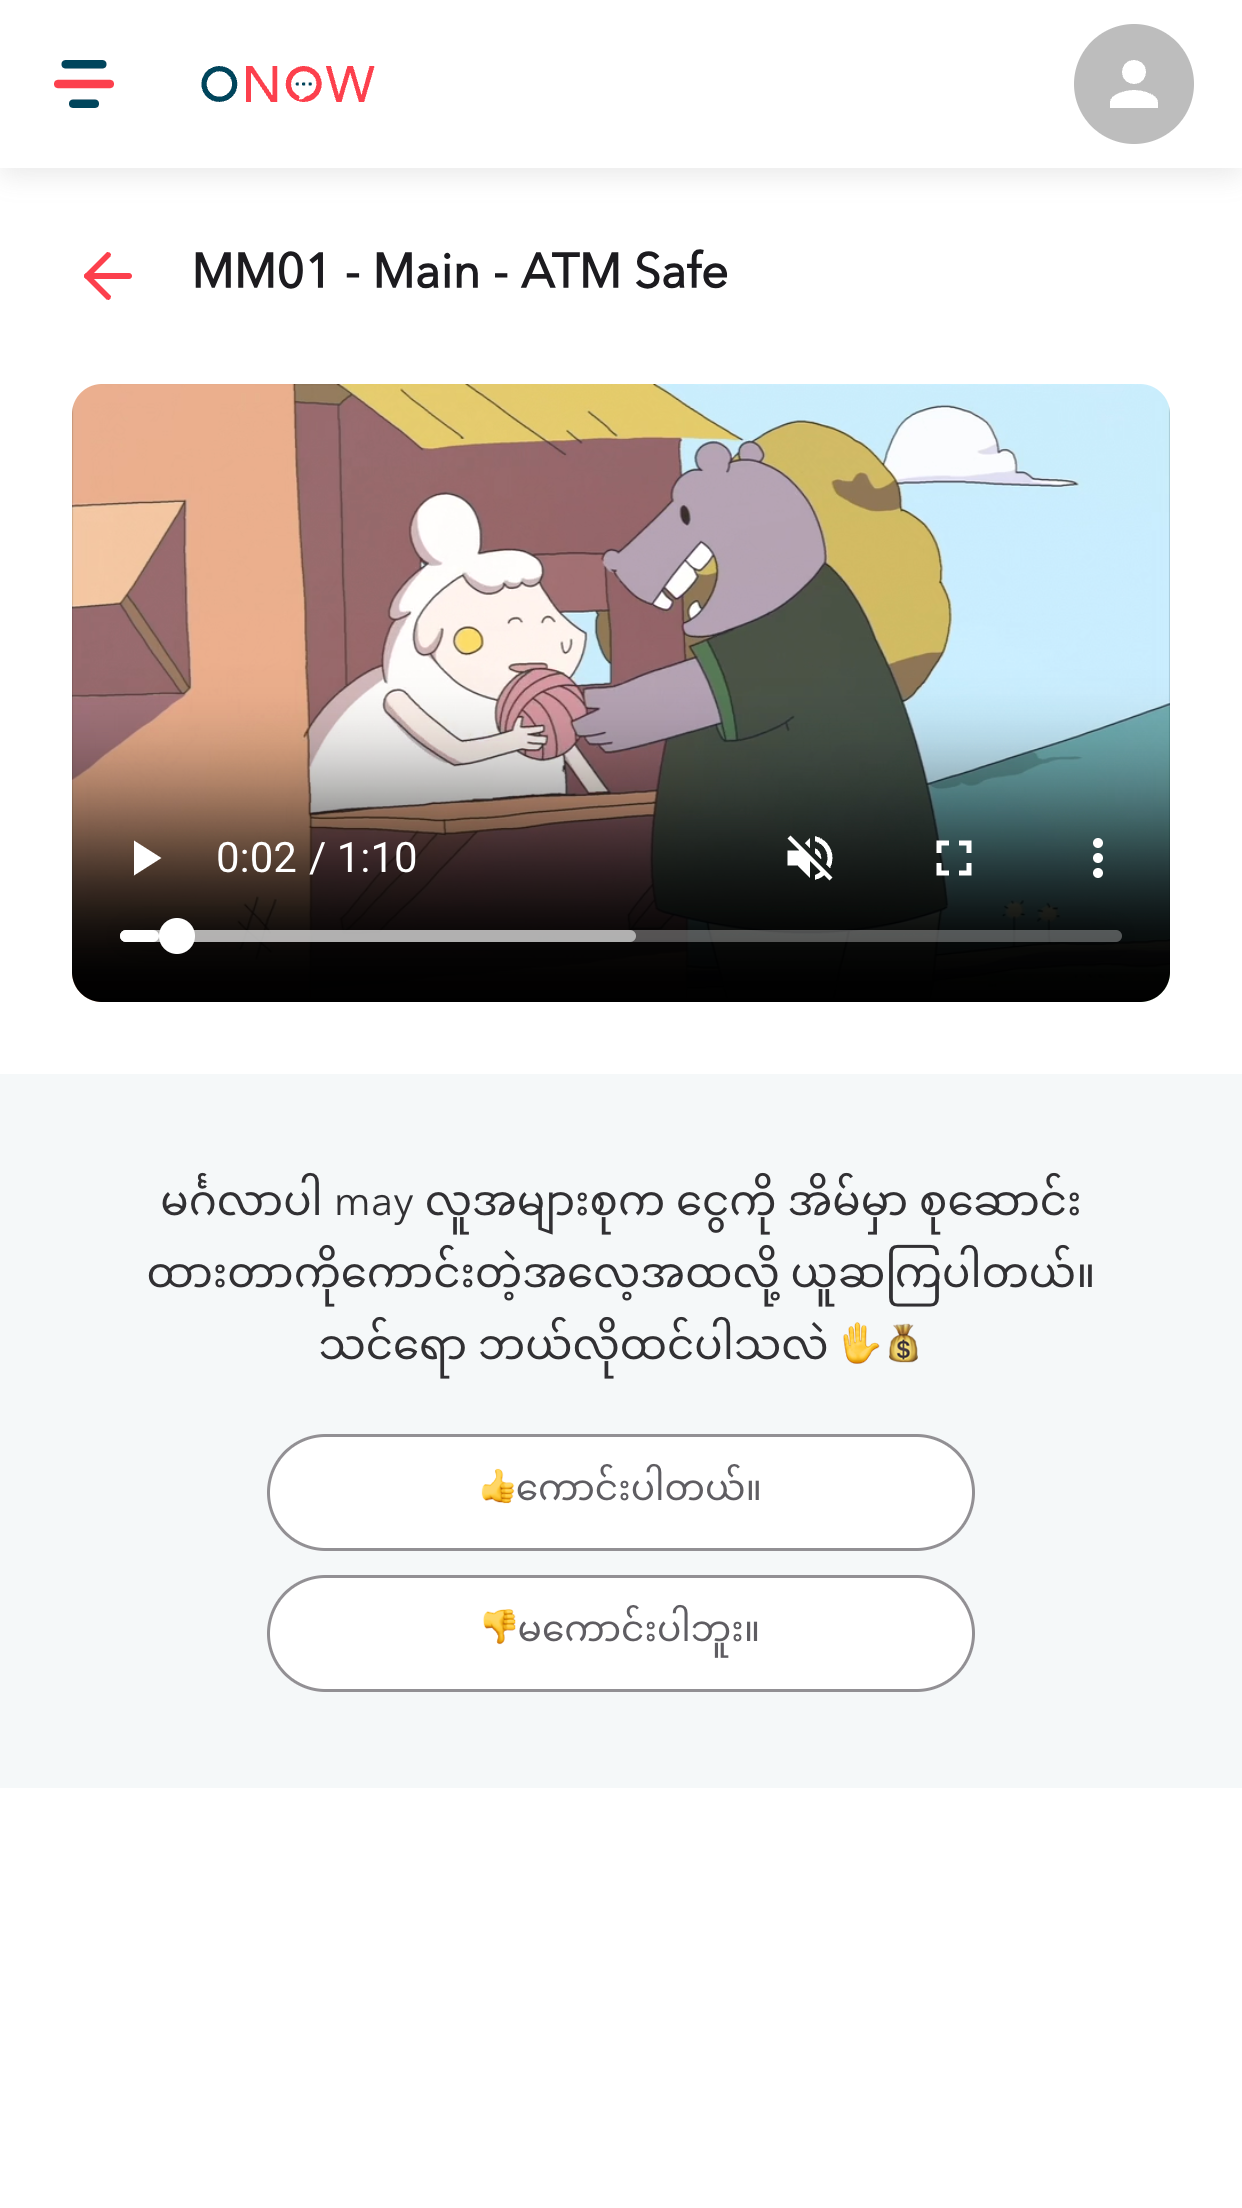 ONOW
MM01 - Main - ATM Safe
0:02 / 1:10
မင်္ဂလာပါ may လူအများစုက ငွေကို အိမ်မှာ စုဆောင်း
ထားတာကိုကောင်းတဲ့အလေ့အထလို့ ယူဆကြပါတယ်။
သင်ရော ဘယ်လိုထင်ပါသလဲ ✋💰
👍ကောင်းပါတယ်။
👎မကောင်းပါဘူး။